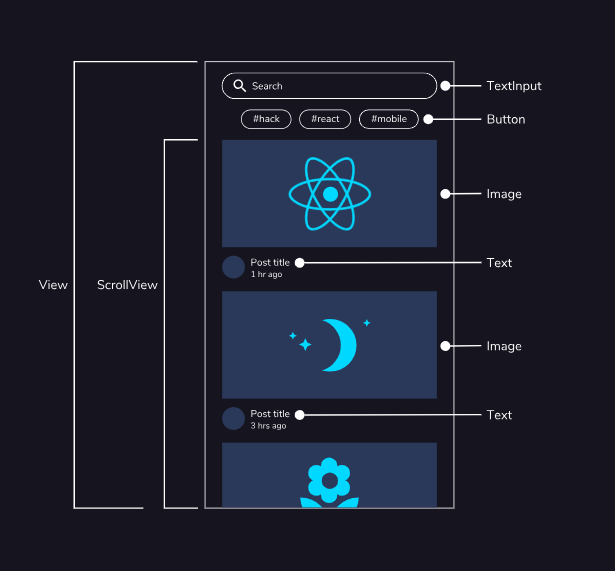 Search
TextInput
#hack
#react
#mobile
Button
Image
Post title
1 hr ago
Text
View
ScrollView
Image
Post title
3 hrs ago
Text